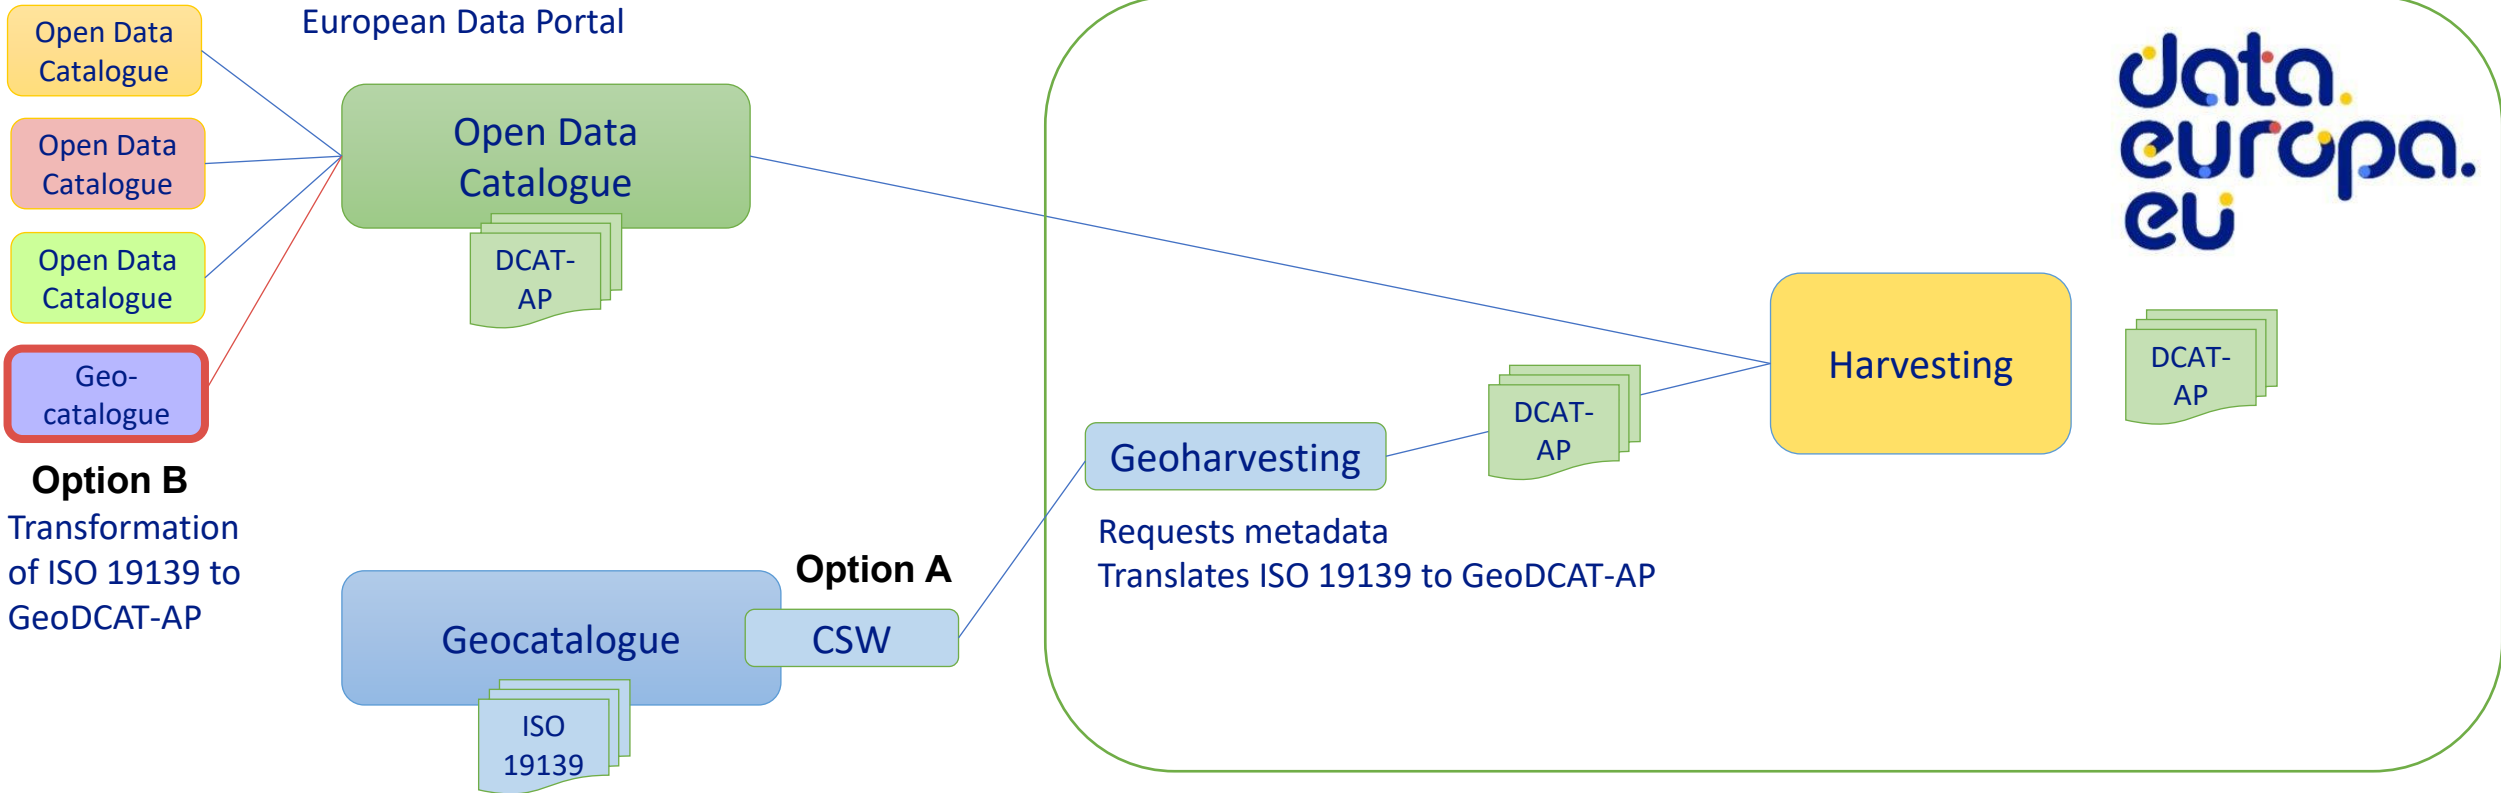 European Data Portal
Open Data
Catalogue
Open Data
Catalogue
Open Data
Catalogue
Geo-
catalogue
Option B
Transformation
of ISO 19139 to
GeoDCAT-AP
Open Data
Catalogue
DCAT-
AP
Geocatalogue
Option A
CSW
ISO
19139
Geoharvesting
Requests metadata
Translates ISO 19139 to GeoDCAT-AP
DCAT-
AP
Harvesting
data.
europa.
eu
DCAT-
AP